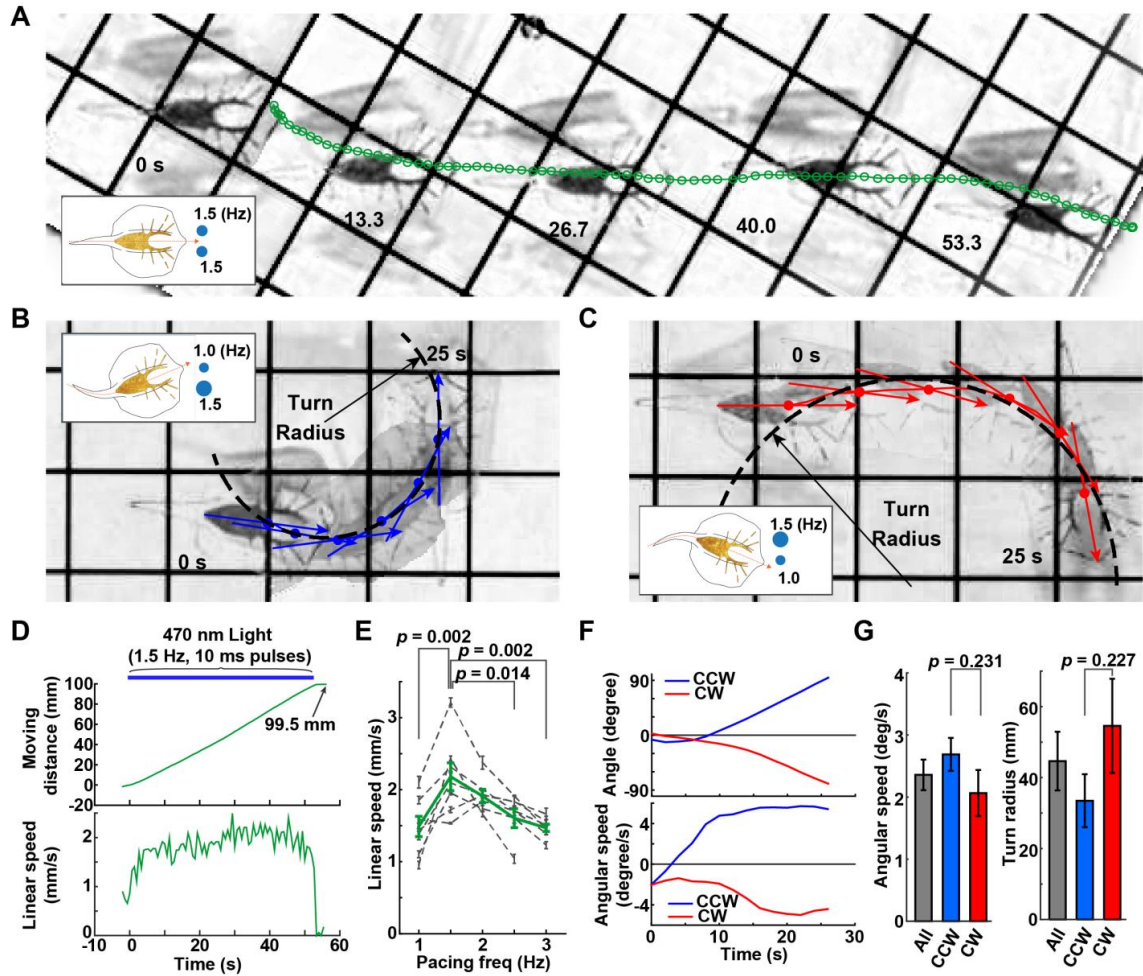 A
0 s
13.3
26.7
40.0
53.3
1.5 (Hz)
1.5
B
1.0 (Hz)
1.5
25 s
Turn
Radius
0 s
C
0 s
Turn
Radius
1.5 (Hz)
1.0
25 s
D
470 nm Light
(1.5 Hz, 10 ms pulses)
Moving
distance (mm)
100
80
60
40
20
0
-20
99.5 mm
Linear speed
(mm/s)
2
1
0
-10 0 20 40 60
Time (s)
E
p = 0.002
p = 0.002
p = 0.014
Linear speed (mm/s)
3
2
1
0
1 2 3
Pacing freq (Hz)
F
CCW
CW
Angle (degree)
90
0
-90
Angular speed
(degree/s)
4
0
-4
CCW
CW
0 10 20 30
Time (s)
G
p = 0.231
Angular speed (deg/s)
4
3
2
1
0
All
CCW
CW
p = 0.227
Turn radius (mm)
80
60
40
20
0
All
CCW
CW